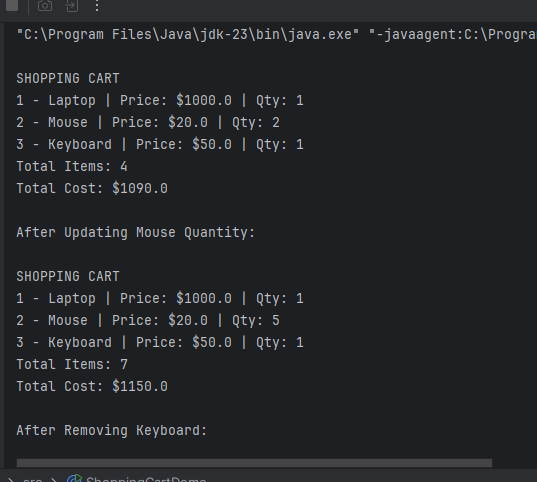 "C:\Program Files\Java\jdk-23\bin\java.exe" "-javaagent:C:\Program
SHOPPING CART
1 - Laptop | Price: $1000.0 | Qty: 1
2 - Mouse | Price: $20.0 | Qty: 2
3 - Keyboard | Price: $50.0 | Qty: 1
Total Items: 4
Total Cost: $1090.0
After Updating Mouse Quantity:
SHOPPING CART
1 - Laptop | Price: $1000.0 | Qty: 1
2 - Mouse | Price: $20.0 | Qty: 5
3 - Keyboard | Price: $50.0 | Qty: 1
Total Items: 7
Total Cost: $1150.0
After Removing Keyboard:
> src > ShoppingCartDemo